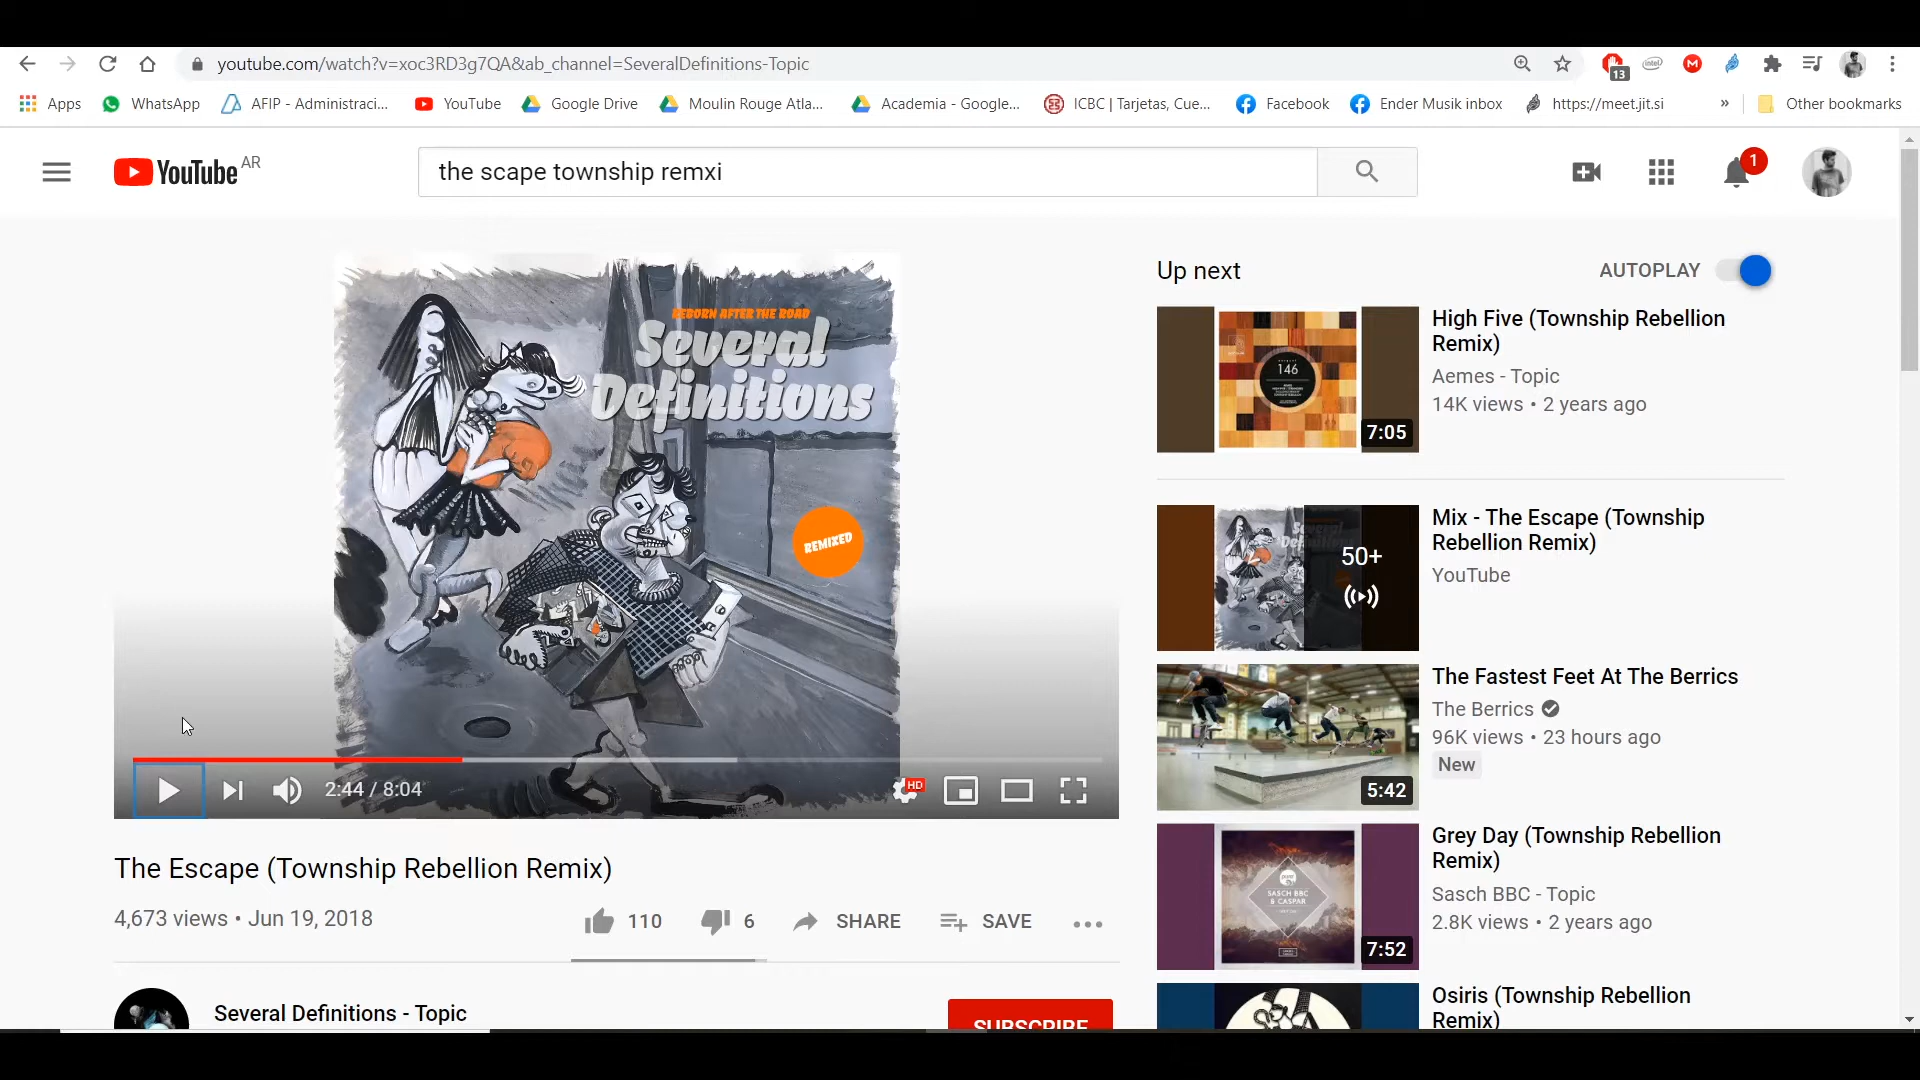 youtube.com/watch?v=xoc3RD3g7QA&ab_channel=SeveralDefinitions-Topic
13
intel
M
Apps
WhatsApp
AFIP - Administraci...
YouTube
Google Drive
Moulin Rouge Atla...
Academia - Google...
ICBC | Tarjetas, Cue...
Facebook
Ender Musik inbox
https://meet.jit.si
»
Other bookmarks
YouTube AR
the scape township remxi
1
REBORN AFTER THE ROAD
Several
Definitions
REMIXED
2:44 / 8:04
HD
The Escape (Township Rebellion Remix)
4,673 views • Jun 19, 2018
110
6
SHARE
SAVE
Several Definitions - Topic
SUBSCRIBE
Up next
AUTOPLAY
146
7:05
High Five (Township Rebellion
Remix)
Aemes - Topic
14K views • 2 years ago
50+
Mix - The Escape (Township
Rebellion Remix)
YouTube
5:42
The Fastest Feet At The Berrics
The Berrics
96K views • 23 hours ago
New
SASCH BBC
& CASPAR
7:52
Grey Day (Township Rebellion
Remix)
Sasch BBC - Topic
2.8K views • 2 years ago
Osiris (Township Rebellion
Remix)